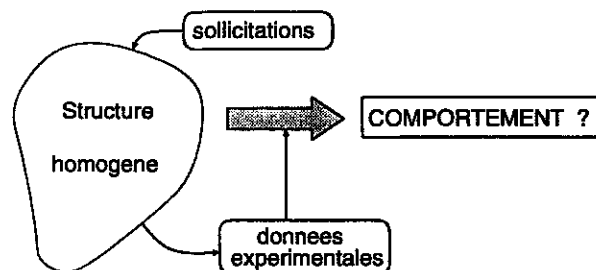 sollicitations
Structure
homogene
COMPORTEMENT ?
donnees
experimentales